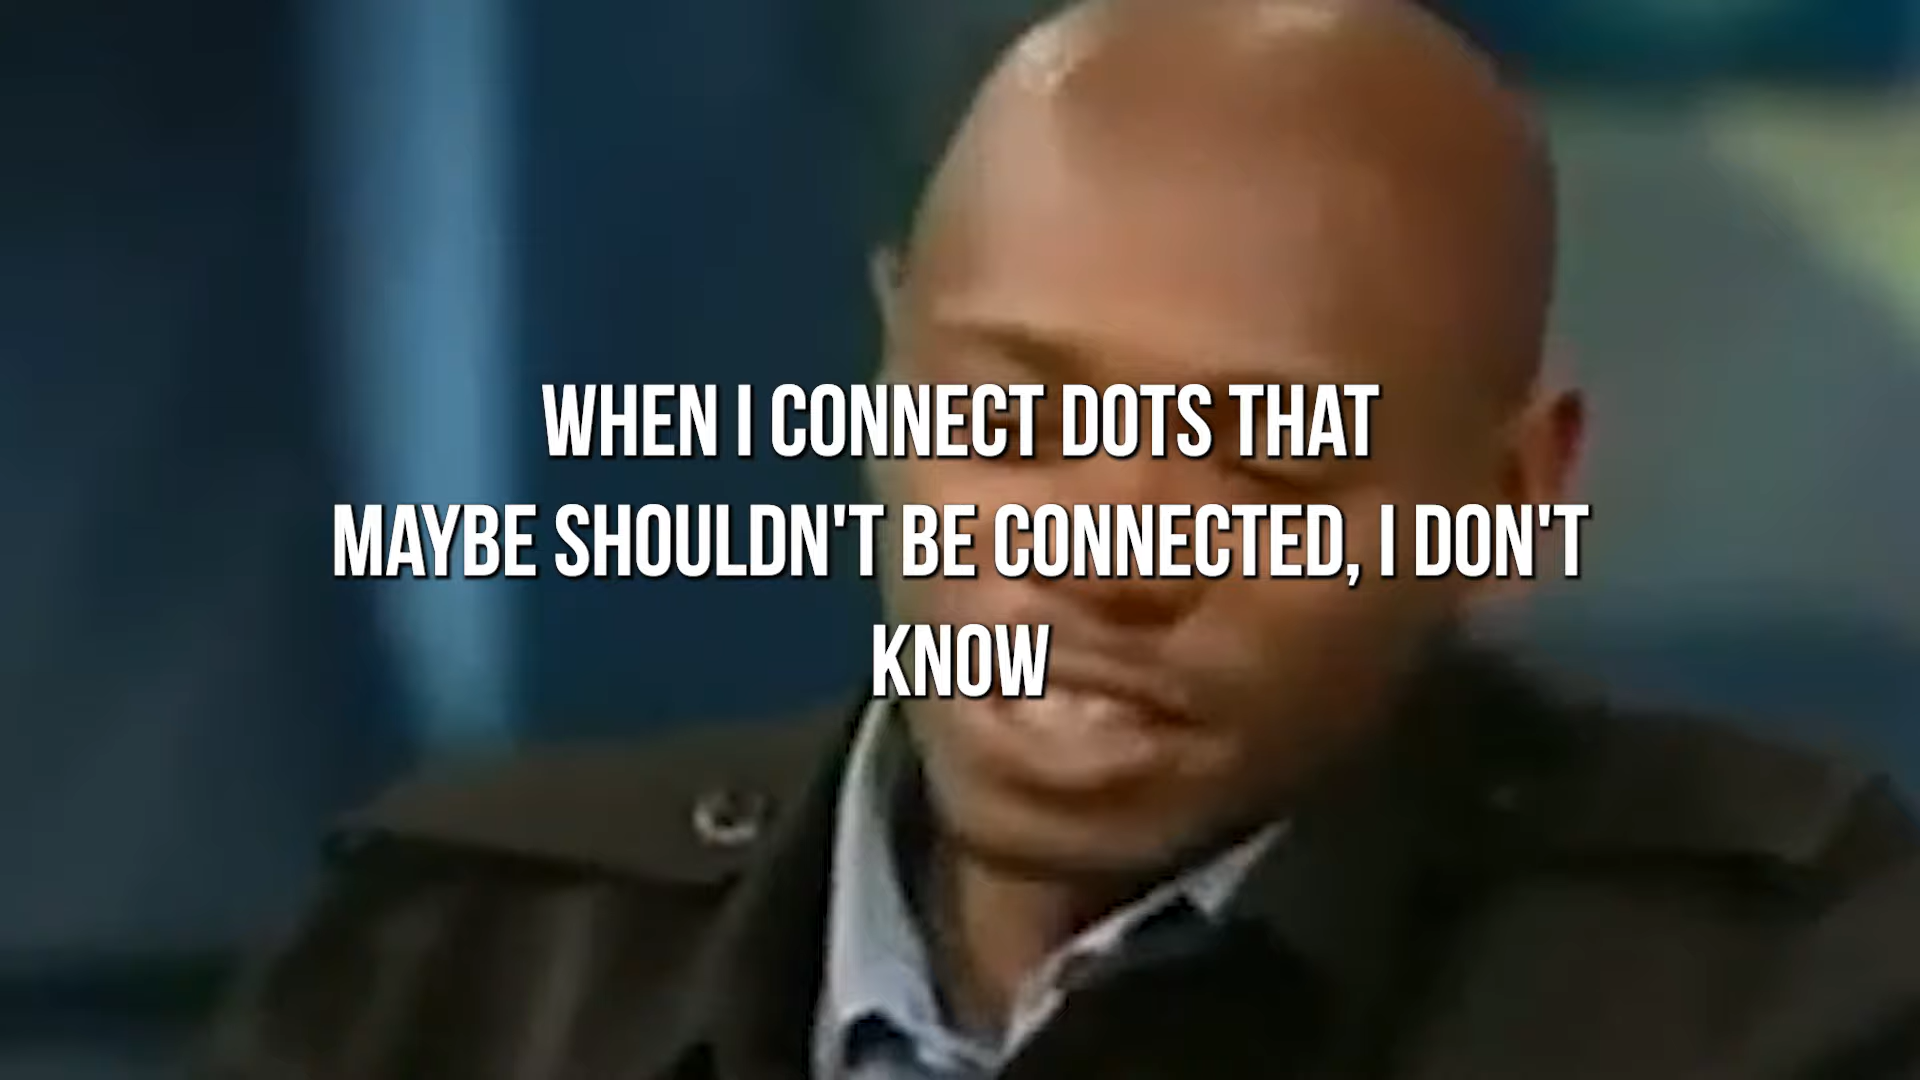 WHEN I CONNECT DOTS THAT
MAYBE SHOULDN'T BE CONNECTED, I DON'T
KNOW